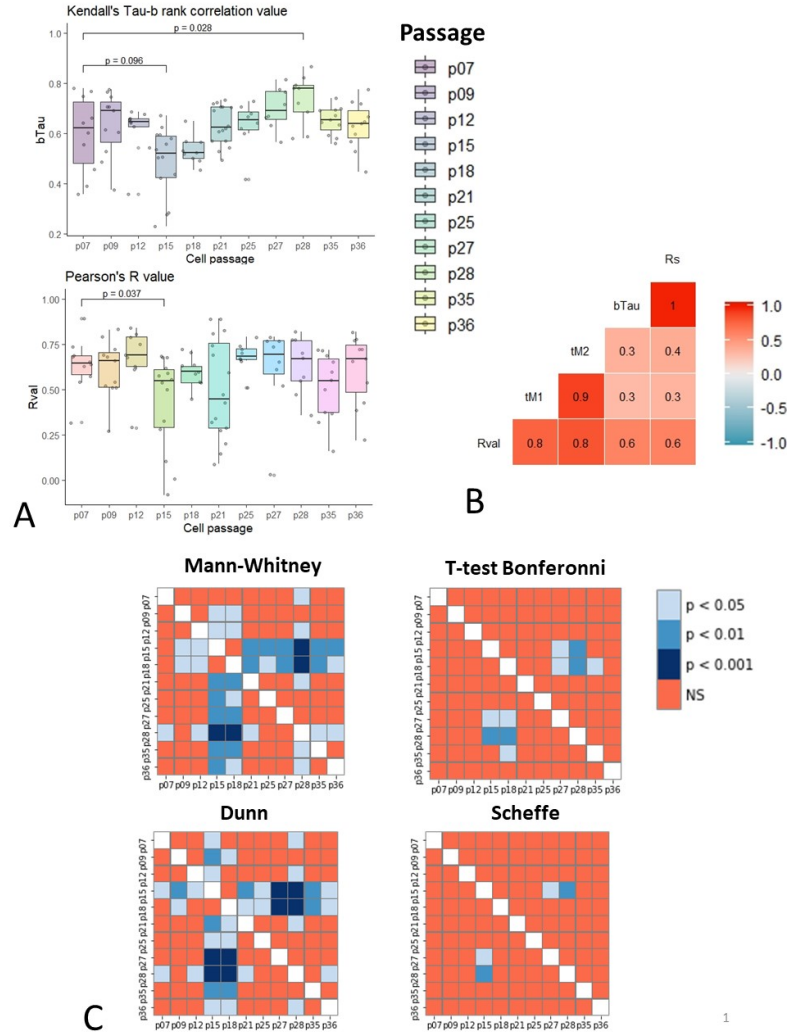 Kendall's Tau-b rank correlation value
p = 0.028
p = 0.096
bTau
1.0
0.8
0.6
0.4
0.2
p07 p09 p12 p15 p18 p21 p25 p27 p28 p35 p36
Cell passage
Pearson's R value
p = 0.037
Rval
1.00
0.75
0.50
0.25
0.00
p07 p09 p12 p15 p18 p21 p25 p27 p28 p35 p36
Cell passage
A
Passage
p07
p09
p12
p15
p18
p21
p25
p27
p28
p35
p36
Rs
bTau 1
tM2 0.3 0.4
tM1 0.9 0.3 0.3
Rval 0.8 0.8 0.6 0.6
1.0
0.5
0.0
-0.5
-1.0
B
Mann-Whitney
p07 p09 p12 p15 p18 p21 p25 p27 p28 p35 p36
p07 p09 p12 p15 p18 p21 p25 p27 p28 p35 p36
T-test Bonferonni
p07 p09 p12 p15 p18 p21 p25 p27 p28 p35 p36
p07 p09 p12 p15 p18 p21 p25 p27 p28 p35 p36
p < 0.05
p < 0.01
p < 0.001
NS
Dunn
p07 p09 p12 p15 p18 p21 p25 p27 p28 p35 p36
p07 p09 p12 p15 p18 p21 p25 p27 p28 p35 p36
Scheffe
p07 p09 p12 p15 p18 p21 p25 p27 p28 p35 p36
p07 p09 p12 p15 p18 p21 p25 p27 p28 p35 p36
C
1